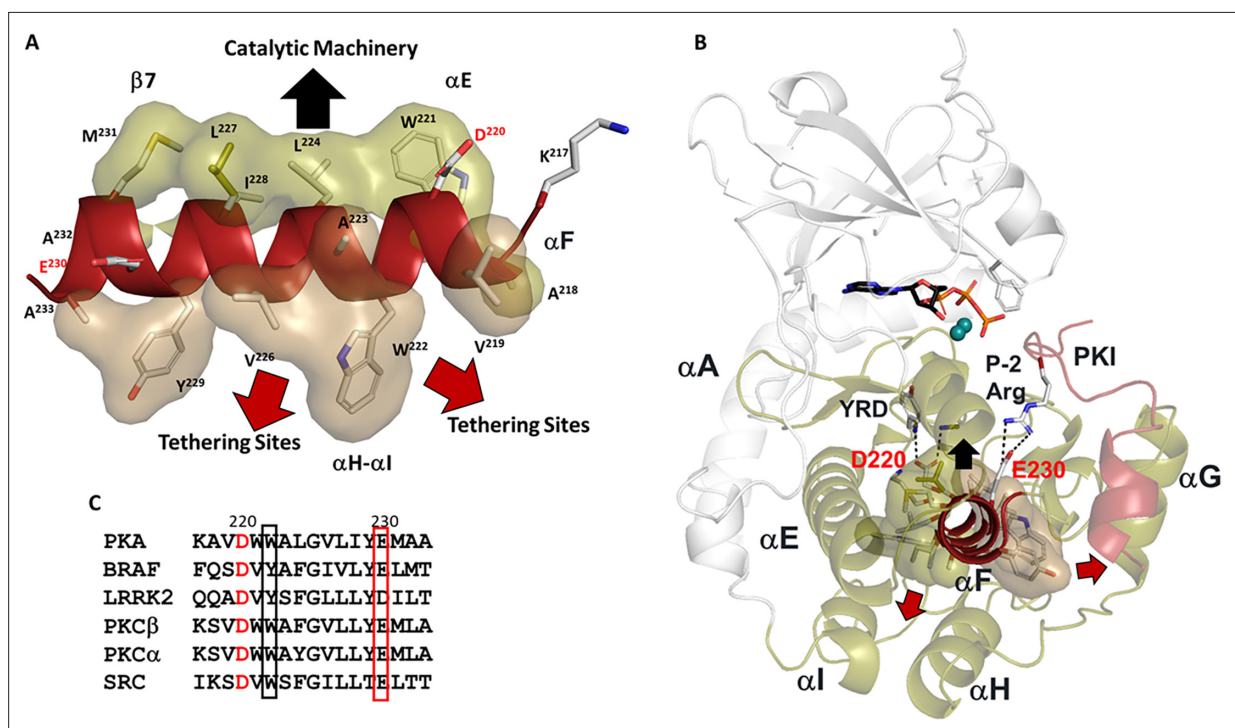 A
Catalytic Machinery
β7
αE
M231
L227
L224
W221
D220
K217
I228
A223
αF
A232
E230
A218
A233
Y229
V226
W222
V219
Tethering Sites
Tethering Sites
αH-αI
B
αA
YRD
P-2
Arg
PKI
D220
E230
αG
αE
αF
αI
αH
C
220 230
PKA KAVDWWALGVLIYEMAA
BRAF FQSDVYAFGIVLYELMT
LRRK2 QQADVYSFGLLLYDILT
PKCβ KSVDWWAFGVLLYEMLA
PKCα KSVDWWAYGVLLYEMLA
SRC IKSDVWSFGILLTELTT